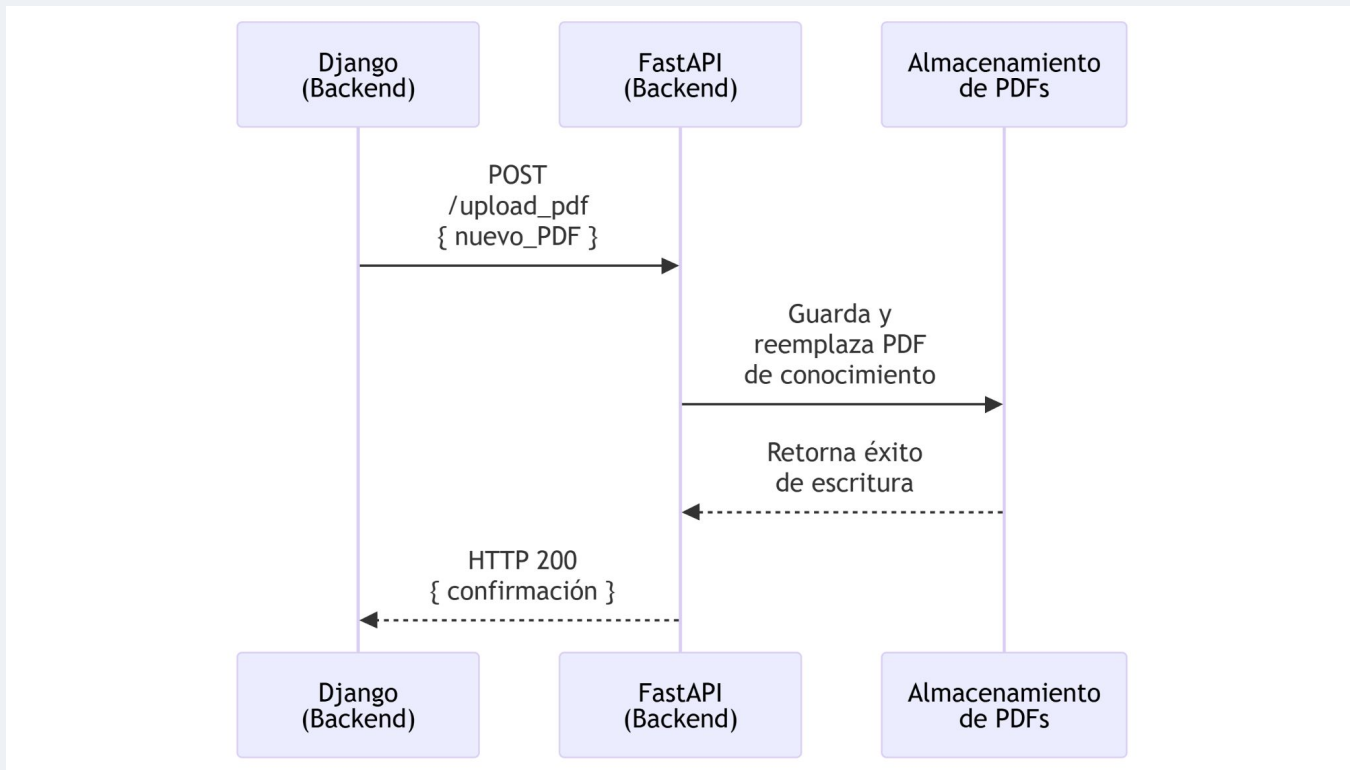 Django
(Backend)
FastAPI
(Backend)
Almacenamiento
de PDFs
POST
/upload_pdf
{ nuevo_PDF }
Guarda y
reemplaza PDF
de conocimiento
Retorna éxito
de escritura
HTTP 200
{ confirmación }
Django
(Backend)
FastAPI
(Backend)
Almacenamiento
de PDFs